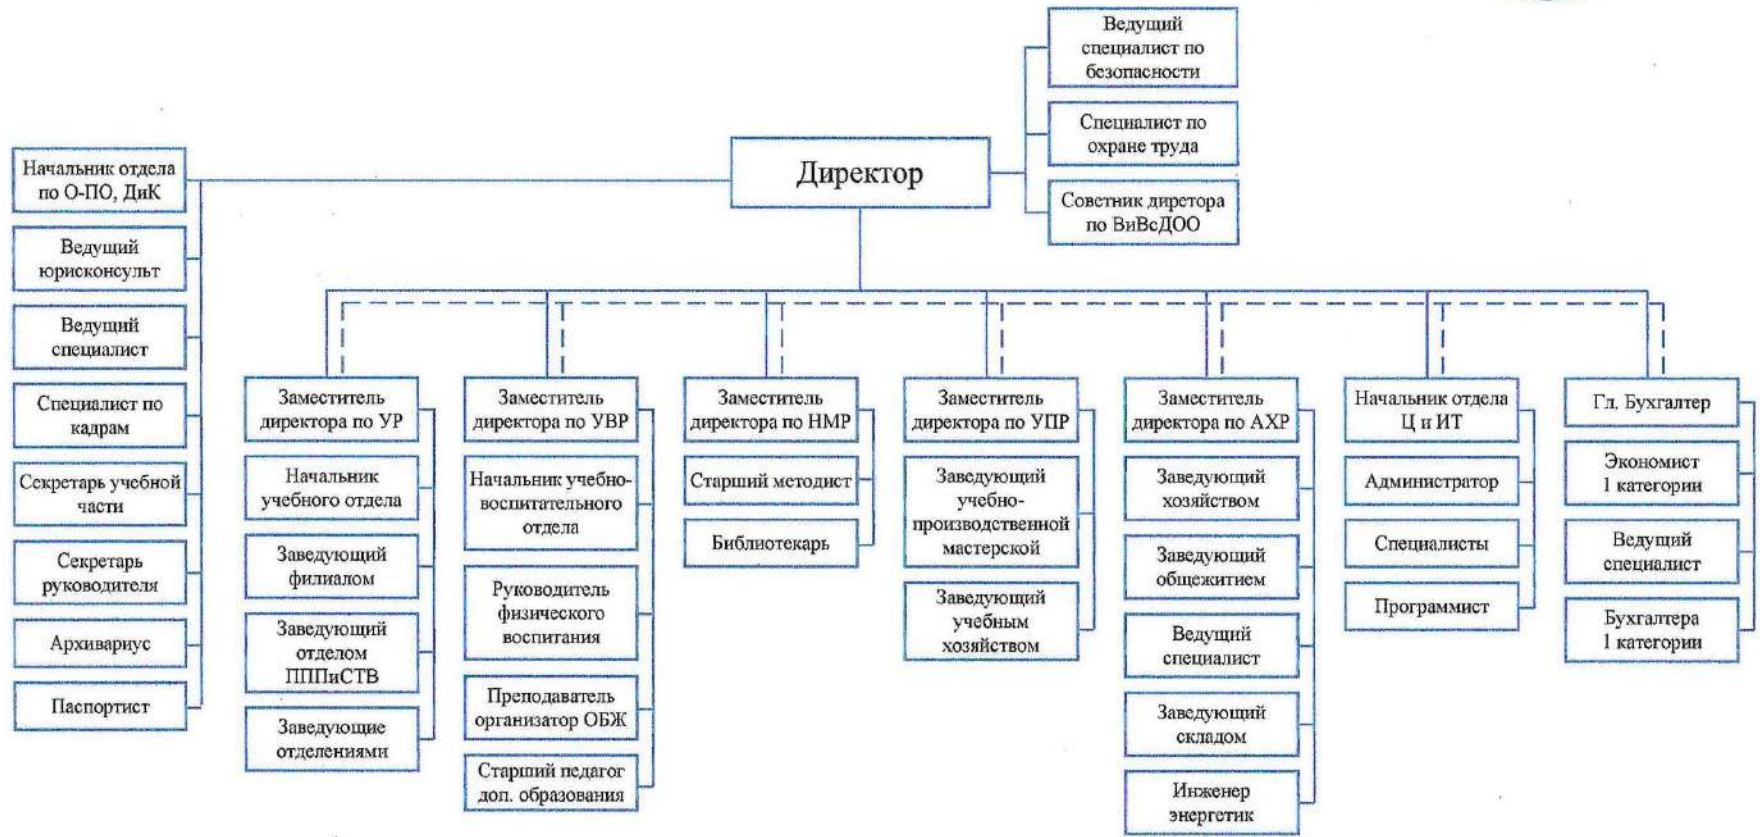 Ведущий
специалист по
безопасности
Специалист по
охране труда
Советник диретора
по ВиВсДОО
Директор
Начальник отдела
по О-ПО, ДиК
Ведущий
юрисконсульт
Ведущий
специалист
Специалист по
кадрам
Секретарь учебной
части
Секретарь
руководителя
Архивариус
Паспортист
Заместитель
директора по УР
Начальник
учебного отдела
Заведующий
филиалом
Заведующий
отделом
ПППиСТВ
Заведующие
отделениями
Заместитель
директора по УВР
Начальник учебно-
воспитательного
отдела
Руководитель
физического
воспитания
Преподаватель
организатор ОБЖ
Старший педагог
доп. образования
Заместитель
директора по НМР
Старший методист
Библиотекарь
Заместитель
директора по УПР
Заведующий
учебно-
производственной
мастерской
Заведующий
учебным
хозяйством
Заместитель
директора по АХР
Заведующий
хозяйством
Заведующий
общежитием
Ведущий
специалист
Заведующий
складом
Инженер
энергетик
Начальник отдела
Ц и ИТ
Администратор
Специалисты
Программист
Гл. Бухгалтер
Экономист
1 категории
Ведущий
специалист
Бухгалтера
1 категории